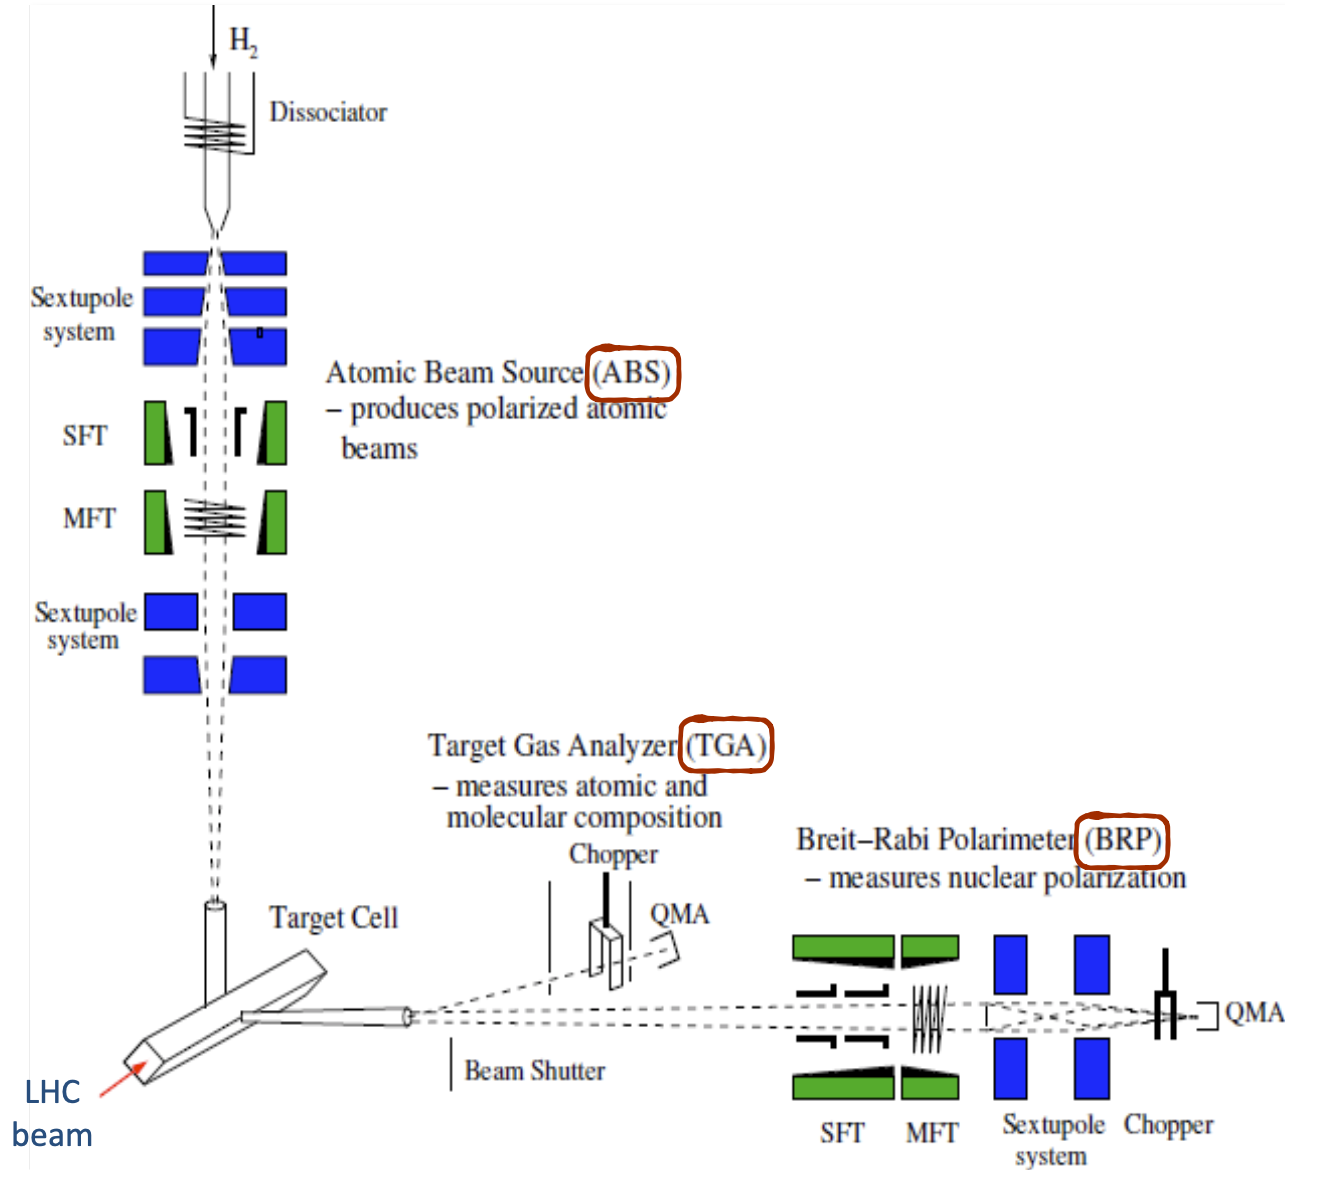 H2
Dissociator
Sextupole
system
Atomic Beam Source (ABS)
– produces polarized atomic
beams
SFT
MFT
Sextupole
system
Target Gas Analyzer (TGA)
– measures atomic and
molecular composition
Chopper
QMA
Breit–Rabi Polarimeter (BRP)
– measures nuclear polarization
Target Cell
QMA
Beam Shutter
LHC
beam
SFT
MFT
Sextupole
system
Chopper